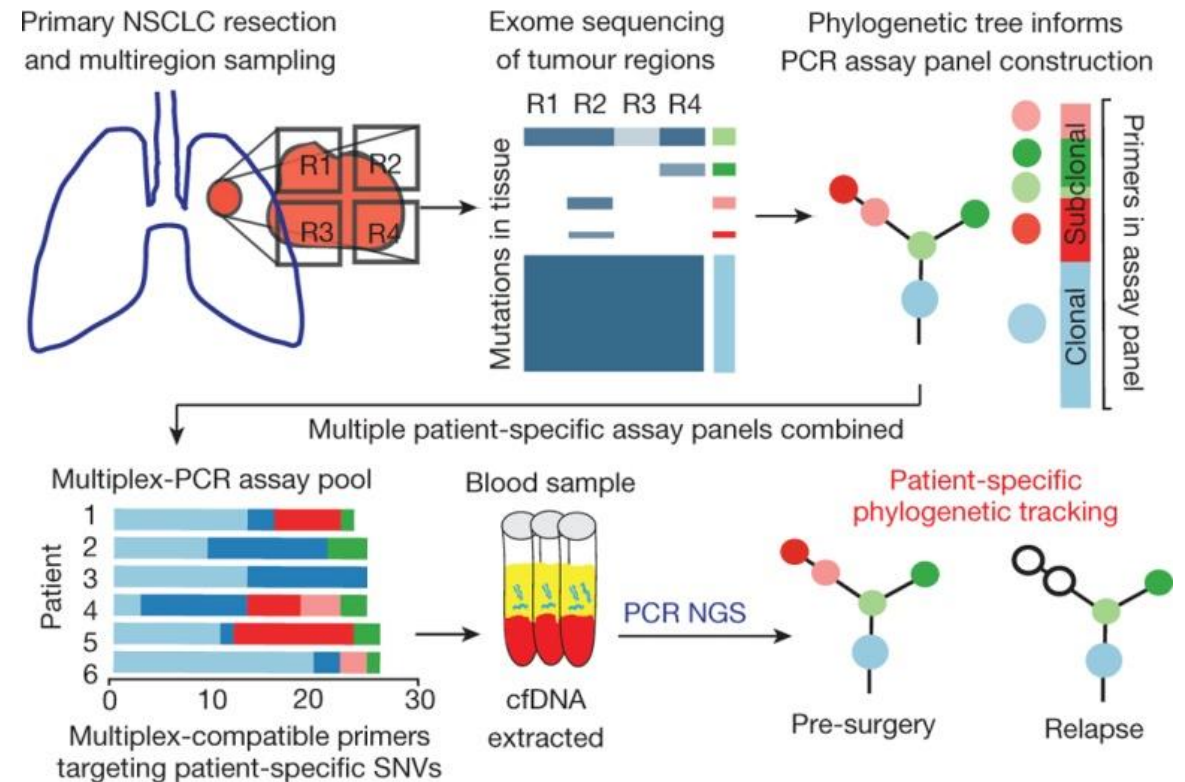 Primary NSCLC resection
and multiregion sampling
R1
R2
R3
R4
Exome sequencing
of tumour regions
R1 R2 R3 R4
Mutations in tissue
Phylogenetic tree informs
PCR assay panel construction
Subclonal
Clonal
Primers in assay panel
Multiple patient-specific assay panels combined
Multiplex-PCR assay pool
Patient
1
2
3
4
5
6
0 10 20 30
Multiplex-compatible primers
targeting patient-specific SNVs
Blood sample
cfDNA
extracted
PCR NGS
Patient-specific
phylogenetic tracking
Pre-surgery
Relapse